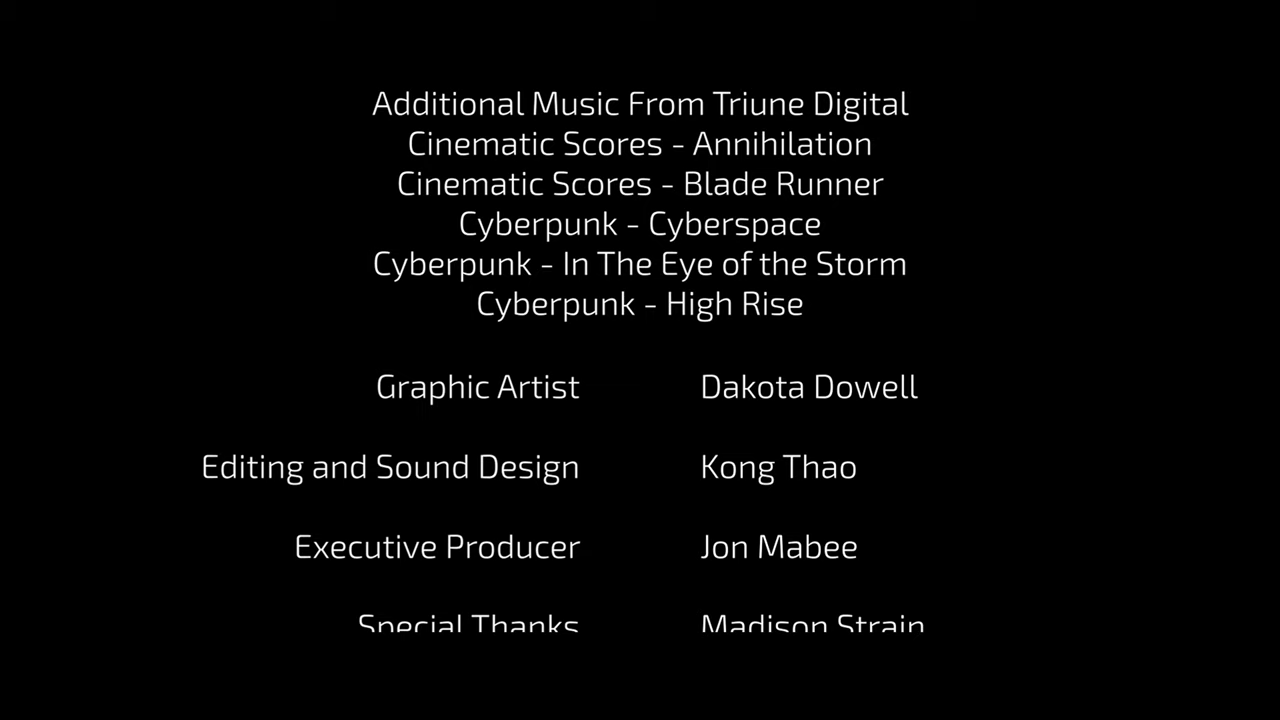 Additional Music From Triune Digital
Cinematic Scores - Annihilation
Cinematic Scores - Blade Runner
Cyberpunk - Cyberspace
Cyberpunk - In The Eye of the Storm
Cyberpunk - High Rise
Graphic Artist Dakota Dowell
Editing and Sound Design Kong Thao
Executive Producer Jon Mabee
Special Thanks Madison Strain